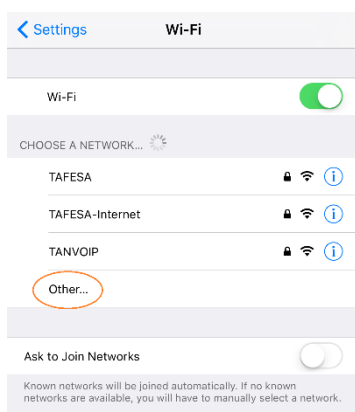 Settings
Wi-Fi
Wi-Fi
CHOOSE A NETWORK...
TAFESA
TAFESA-Internet
TANVOIP
Other...
Ask to Join Networks
Known networks will be joined automatically. If no known
networks are available, you will have to manually select a network.